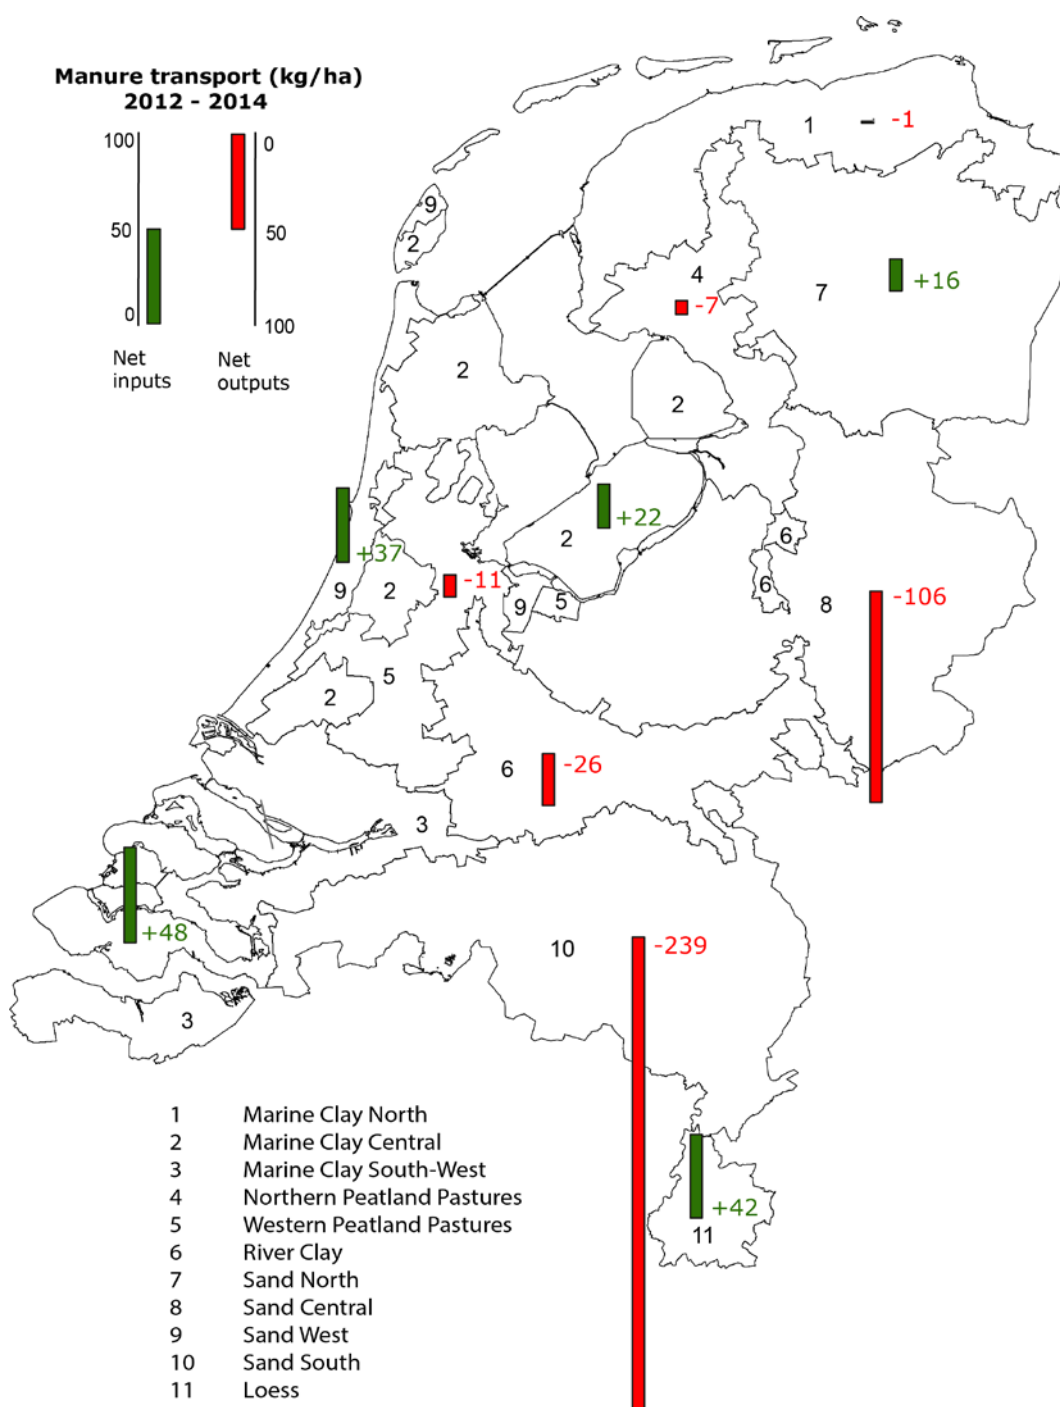 Manure transport (kg/ha)
2012 - 2014
100
0
50
50
0
100
Net
inputs
Net
outputs
1
-1
9
2
4
-7
7
+16
2
2
+22
2
6
+37
9
2
-11
9
5
6
8
-106
5
2
6
-26
3
+48
10
-239
3
+42
11
1 Marine Clay North
2 Marine Clay Central
3 Marine Clay South-West
4 Northern Peatland Pastures
5 Western Peatland Pastures
6 River Clay
7 Sand North
8 Sand Central
9 Sand West
10 Sand South
11 Loess